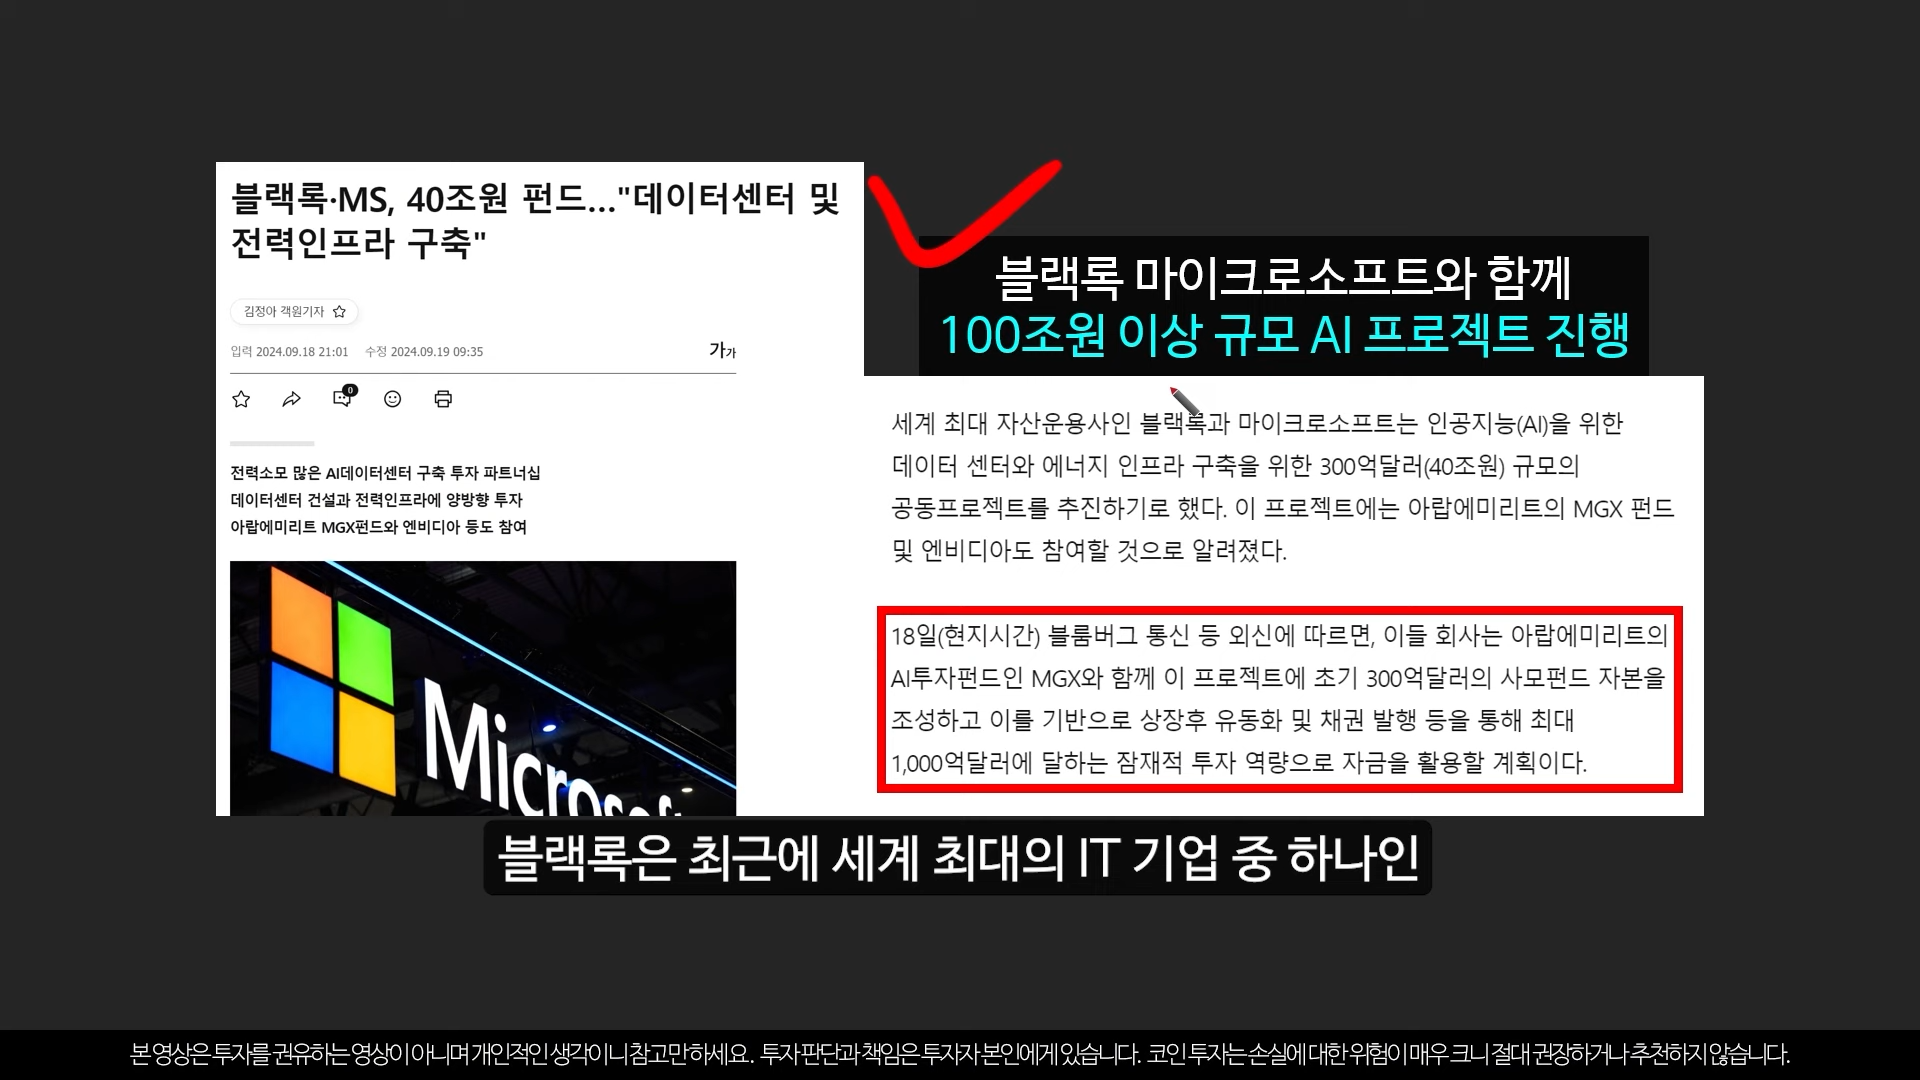 블랙록·MS, 40조원 펀드..."데이터센터 및
전력인프라 구축"
김정아 객원기자
입력 2024.09.18 21:01 수정 2024.09.19 09:35
가가
0
전력소모 많은 AI데이터센터 구축 투자 파트너십
데이터센터 건설과 전력인프라에 양방향 투자
아랍에미리트 MGX펀드와 엔비디아 등도 참여
Microsoft
블랙록 마이크로소프트와 함께
100조원 이상 규모 AI 프로젝트 진행
세계 최대 자산운용사인 블랙록과 마이크로소프트는 인공지능(AI)을 위한
데이터 센터와 에너지 인프라 구축을 위한 300억달러(40조원) 규모의
공동프로젝트를 추진하기로 했다. 이 프로젝트에는 아랍에미리트의 MGX 펀드
및 엔비디아도 참여할 것으로 알려졌다.
18일(현지시간) 블룸버그 통신 등 외신에 따르면, 이들 회사는 아랍에미리트의
AI투자펀드인 MGX와 함께 이 프로젝트에 초기 300억달러의 사모펀드 자본을
조성하고 이를 기반으로 상장후 유동화 및 채권 발행 등을 통해 최대
1,000억달러에 달하는 잠재적 투자 역량으로 자금을 활용할 계획이다.
블랙록은 최근에 세계 최대의 IT 기업 중 하나인
본 영상은 투자를 권유하는 영상이 아니며 개인적인 생각이니 참고만 하세요. 투자 판단과 책임은 투자자 본인에게 있습니다. 코인 투자는 손실에 대한 위험이 매우 크니 절대 권장하거나 추천하지 않습니다.